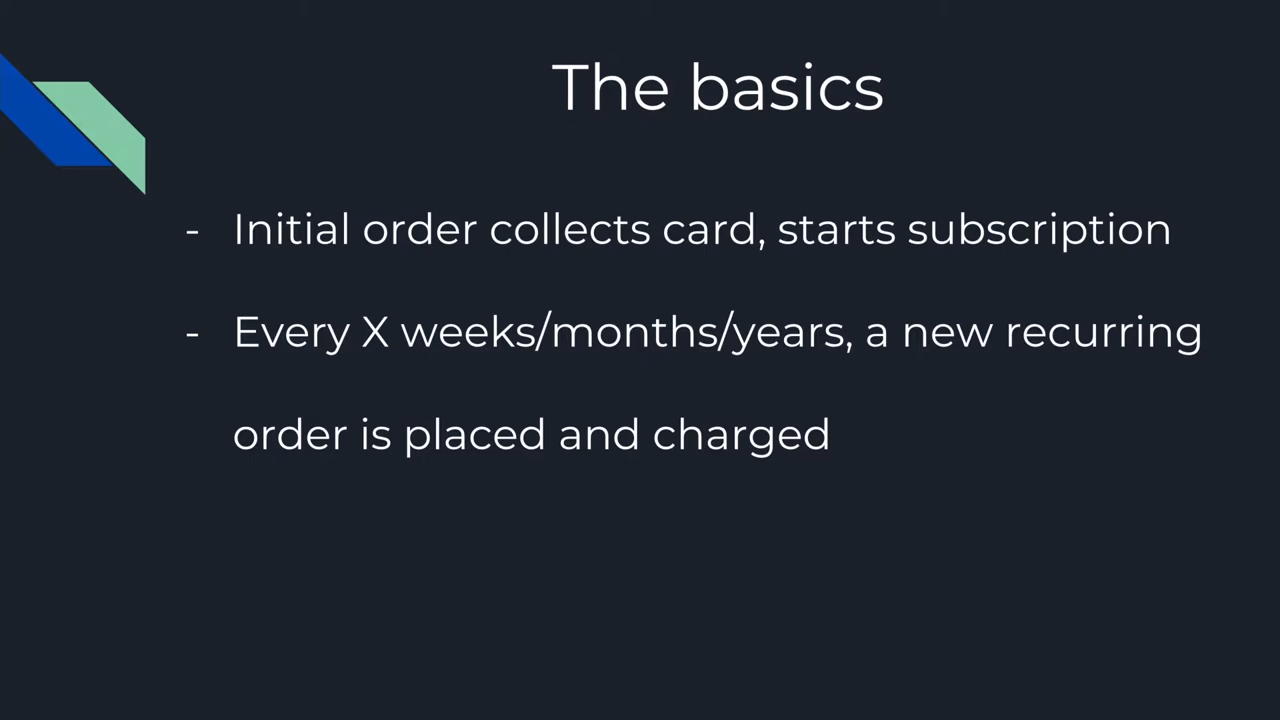 The basics
- Initial order collects card, starts subscription
- Every X weeks/months/years, a new recurring
order is placed and charged